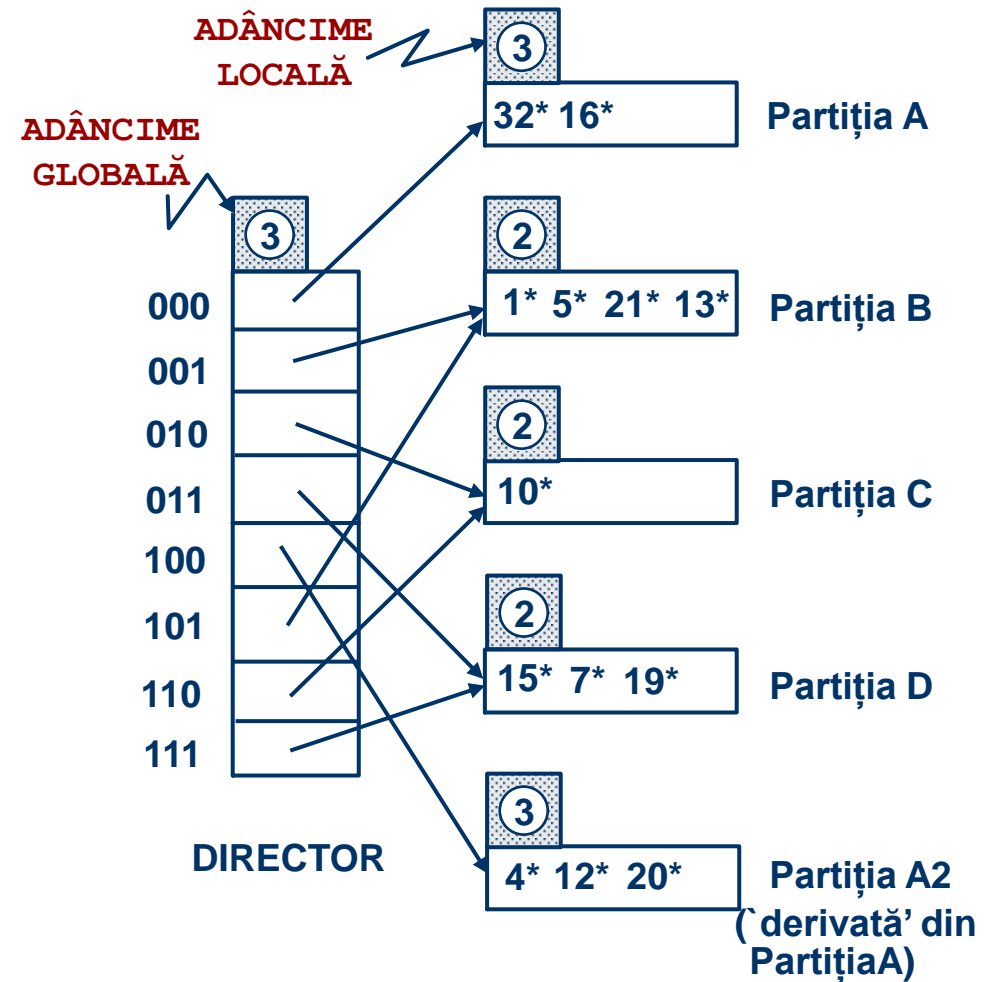 ADÂNCIME
LOCALĂ
3
32* 16*
Partiția A
ADÂNCIME
GLOBALĂ
3
2
1* 5* 21* 13*
Partiția B
000
001
010
011
100
101
110
111
2
10*
Partiția C
2
15* 7* 19*
Partiția D
3
4* 12* 20*
DIRECTOR
Partiția A2
(`derivată’ din
PartițiaA)